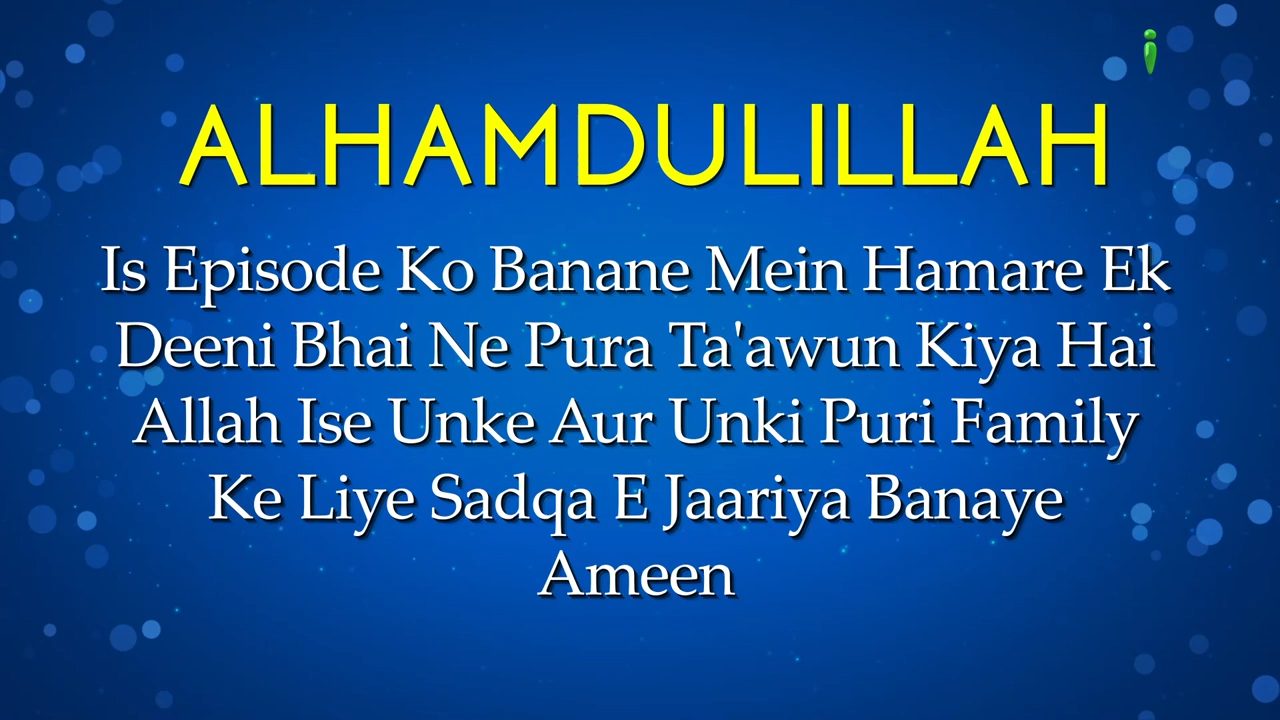 ALHAMDULILLAH
Is Episode Ko Banane Mein Hamare Ek
Deeni Bhai Ne Pura Ta'awun Kiya Hai
Allah Ise Unke Aur Unki Puri Family
Ke Liye Sadqa E Jaariya Banaye
Ameen